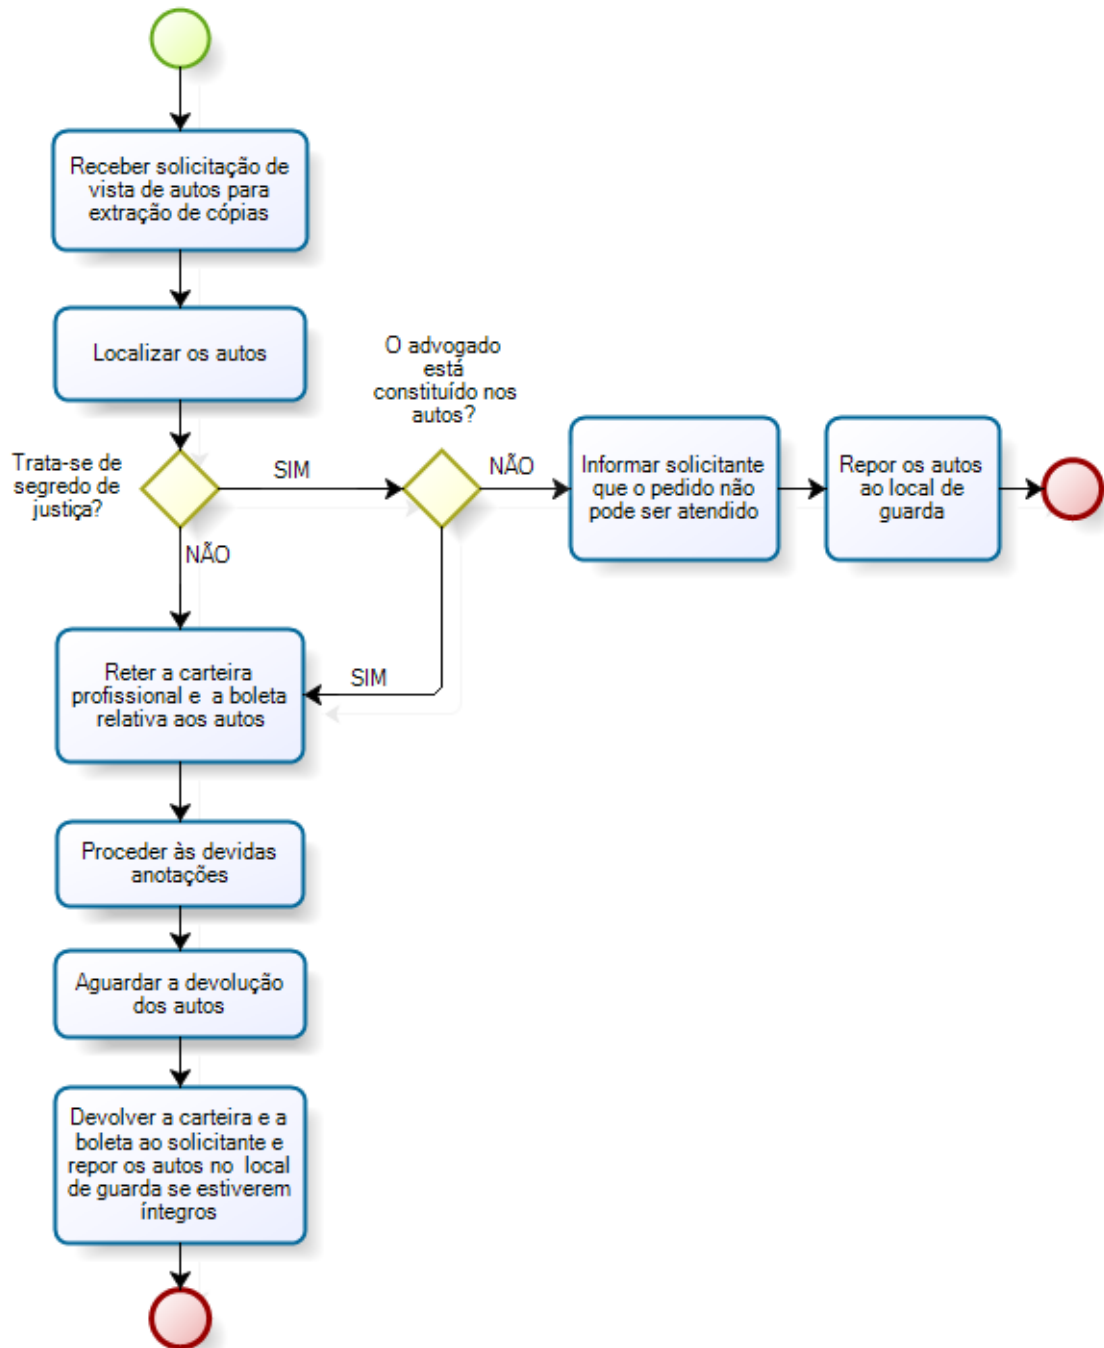 Receber solicitação de
vista de autos para
extração de cópias
Localizar os autos
O advogado
está
constituído nos
autos?
Trata-se de
segredo de
justiça?
SIM
NÃO
Informar solicitante
que o pedido não
pode ser atendido
Repor os autos
ao local de
guarda
NÃO
Reter a carteira
profissional e a boleta
relativa aos autos
SIM
Proceder às devidas
anotações
Aguardar a devolução
dos autos
Devolver a carteira e a
boleta ao solicitante e
repor os autos no local
de guarda se estiverem
íntegros